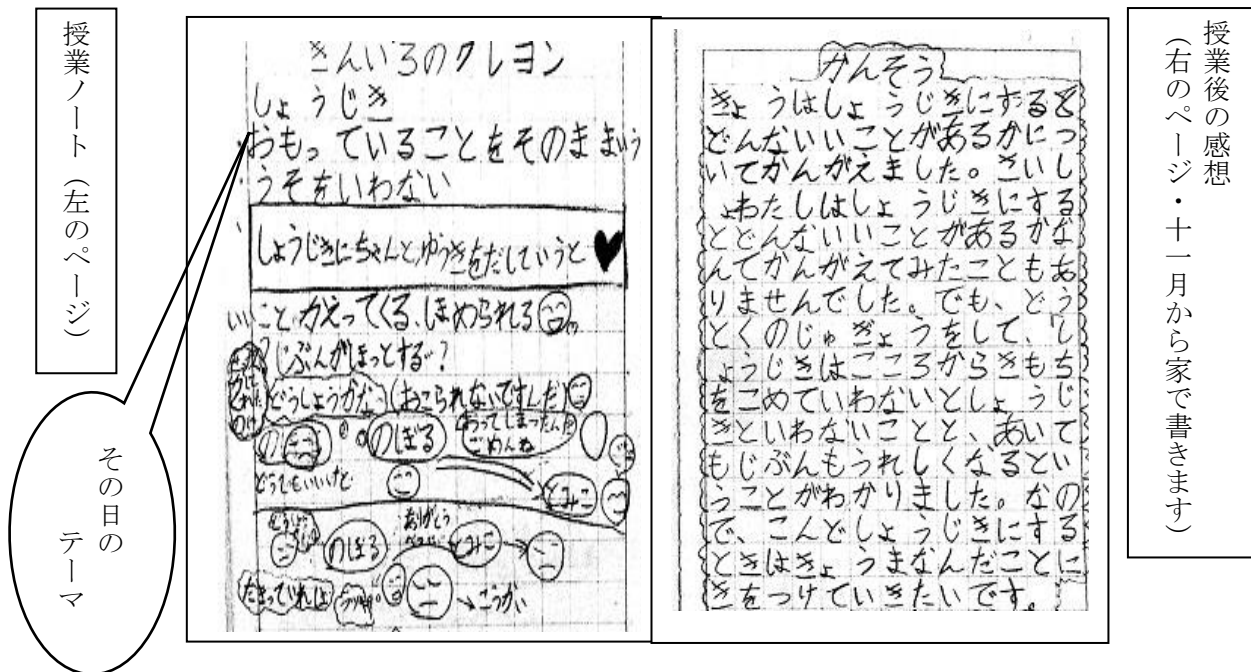 授業後の感想
（右のページ・十一月から家で書きます）
かんそう
きょうはしょうじきにすると
どんないいことがあるかにつ
いてかんがえました。さいし
ょわたしはしょうじきにする
とどんないいことがあるかな
んてかんがえてみたこともあ
りませんでした。でも、どう
とくのじゅぎょうをして、「し
ょうじきはこころからきもち
をこめていわないとしょうじ
きといわないことと、あいて
もじぶんもうれしくなるとい
うことがわかりました。なの
で、こんどしょうじきにする
ときはきょうまなんだことに
きをつけていきたいです。
きんいろのクレヨン
しょうじき
おもっていることをそのままいう
うそをいわない
しょうじきにちゃんとゆうきをだしていうと
いいことかえってくる、ほめられる
じぶんがほっとする?
どうしょうかな(おこられないですんだ)
のぼる
おってしまったんだ
ごめんね
どうでもいいけど
とみこ
のぼる
ありがとう
とみこ
だまっていれば
授業ノート（左のページ）
その日の
テーマ